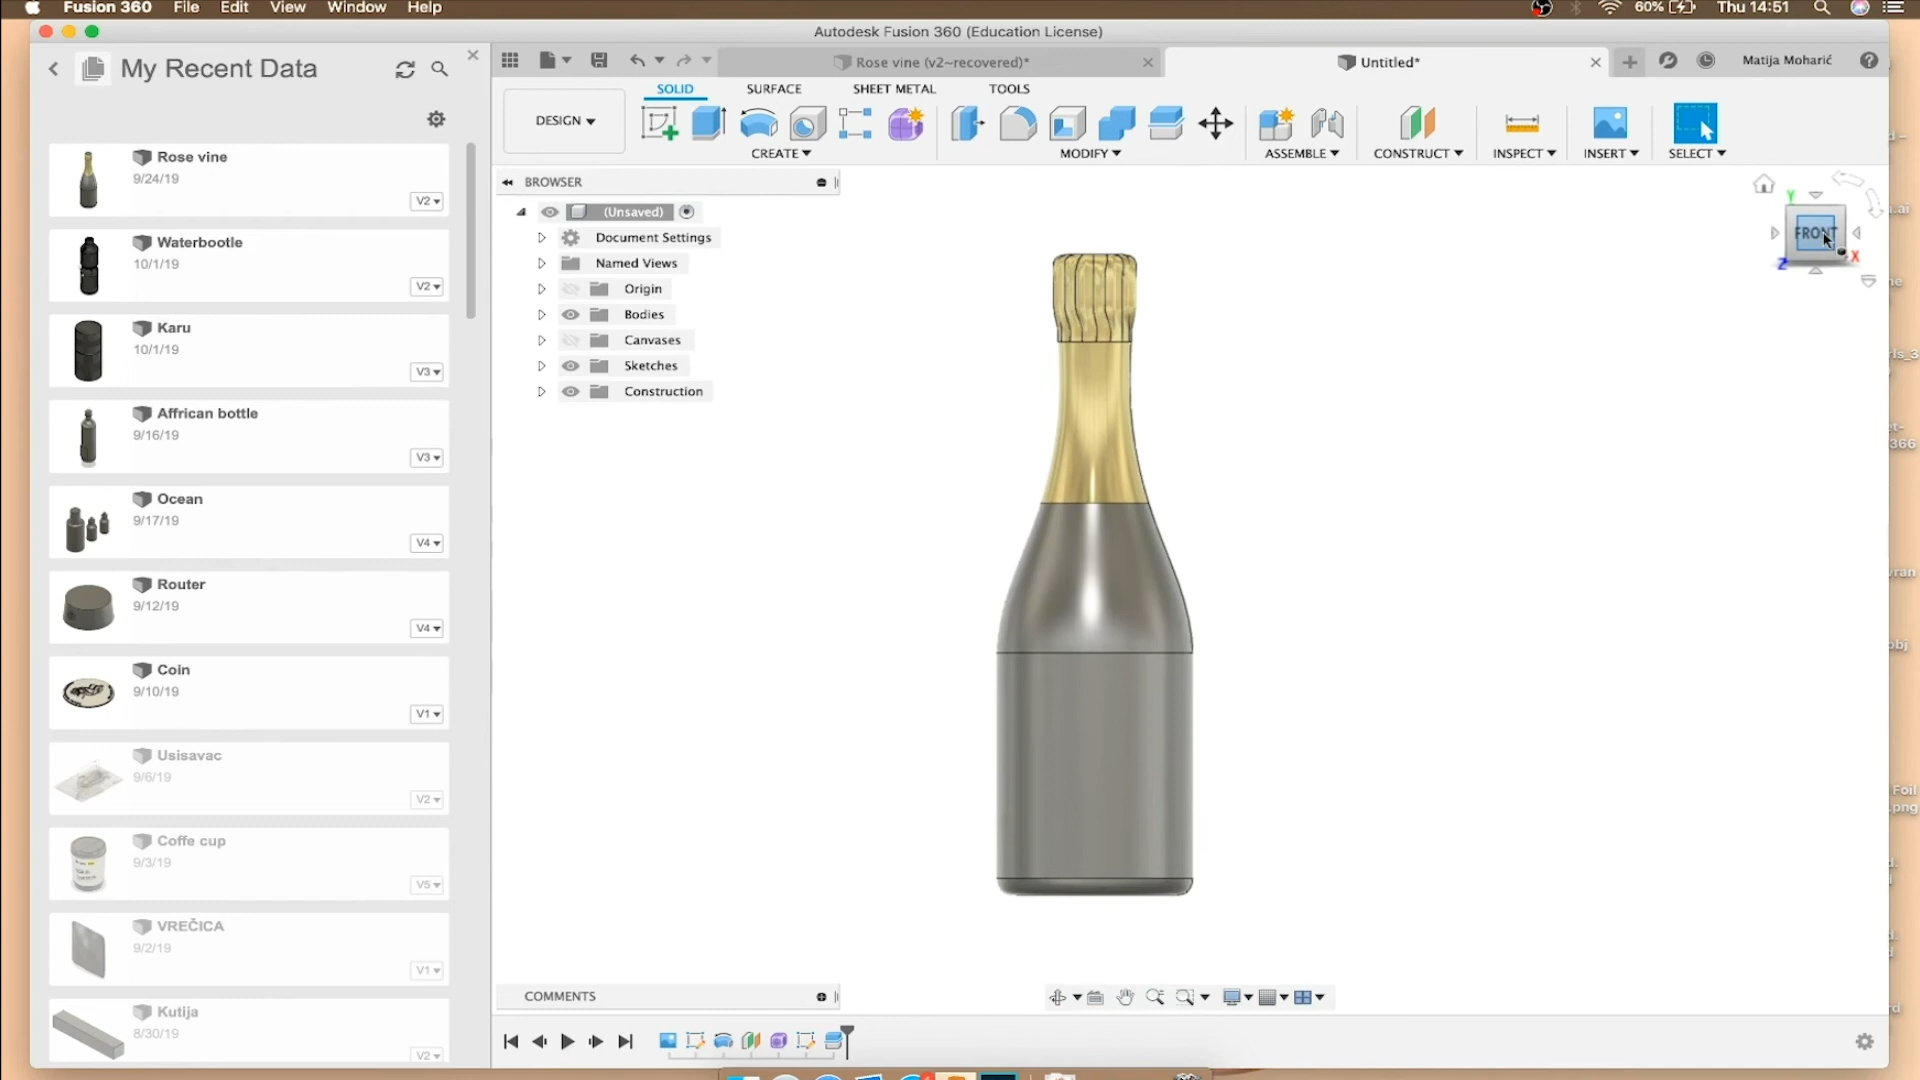 Fusion 360 File Edit View Window Help 60% Thu 14:51
Autodesk Fusion 360 (Education License)
My Recent Data
Rose vine (v2~recovered)* Untitled* Matija Moharić
SOLID SURFACE SHEET METAL TOOLS
DESIGN
CREATE MODIFY ASSEMBLE CONSTRUCT INSPECT INSERT SELECT
BROWSER
(Unsaved)
Document Settings
Named Views
Origin
Bodies
Canvases
Sketches
Construction
FRONT
Y
Z
X
Rose vine
9/24/19
V2
Waterbootle
10/1/19
V2
Karu
10/1/19
V3
Affrican bottle
9/16/19
V3
Ocean
9/17/19
V4
Router
9/12/19
V4
Coin
9/10/19
V1
Usisavac
9/6/19
V2
Coffe cup
9/3/19
V5
VREČICA
9/2/19
V1
Kutija
8/30/19
V2
COMMENTS
Foil
.png
366
obj